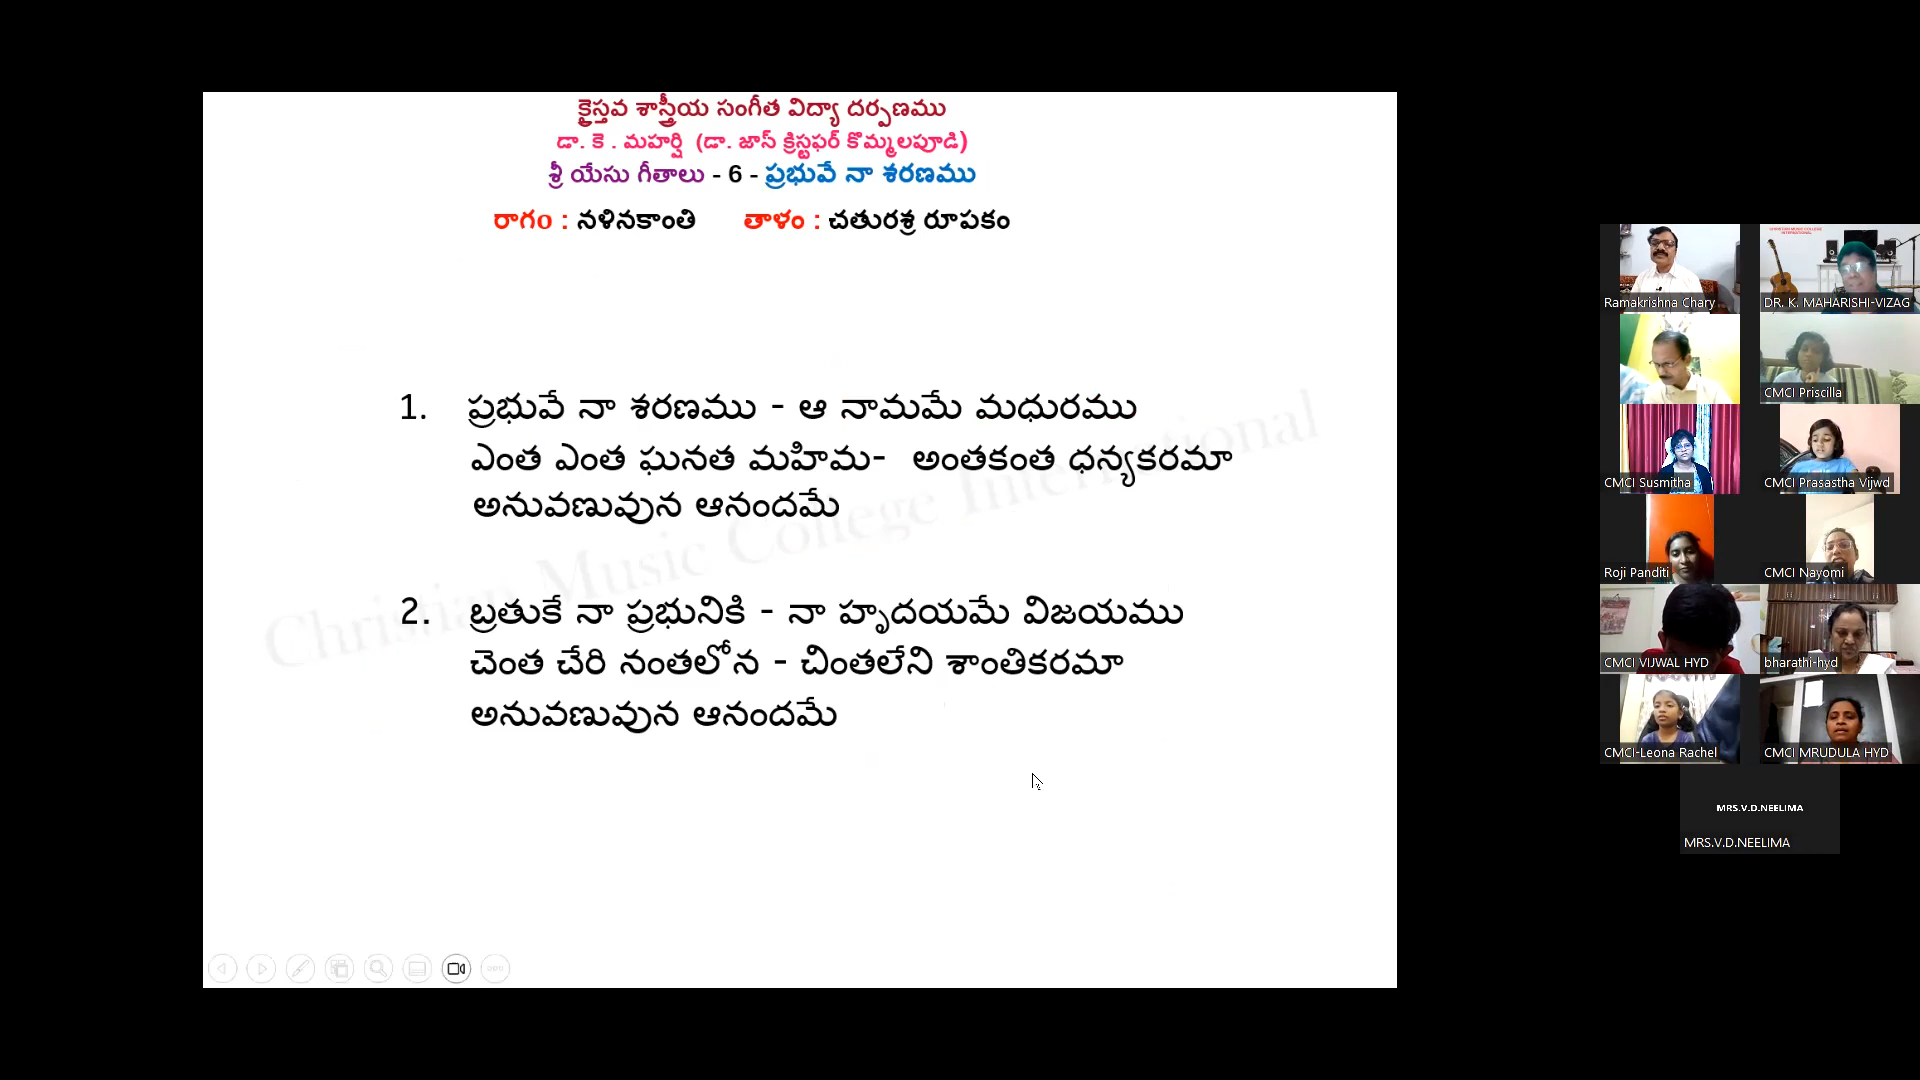 క్రైస్తవ శాస్త్రీయ సంగీత విద్యా దర్పణము
డా. కె . మహర్షి (డా. జాస్ క్రిస్టఫర్ కొమ్మలపూడి)
శ్రీ యేసు గీతాలు - 6 - ప్రభువే నా శరణము
రాగం : నళినకాంతి తాళం : చతురశ్ర రూపకం
1. ప్రభువే నా శరణము - ఆ నామమే మధురము
ఎంత ఎంత ఘనత మహిమ- అంతకంత ధన్యకరమా
అనువణువున ఆనందమే
2. బ్రతుకే నా ప్రభునికి - నా హృదయమే విజయము
చెంత చేరి నంతలోన - చింతలేని శాంతికరమా
అనువణువున ఆనందమే
Christian Music College International
CHRISTIAN MUSIC COLLEGE
INTERNATIONAL
Ramakrishna Chary
DR. K. MAHARISHI-VIZAG
CMCI Priscilla
CMCI Susmitha
CMCI Prasastha Vijwd
Roji Panditi
CMCI Nayomi
CMCI VIJWAL HYD
bharathi-hyd
CMCI-Leona Rachel
CMCI MRUDULA HYD
MRS.V.D.NEELIMA
MRS.V.D.NEELIMA